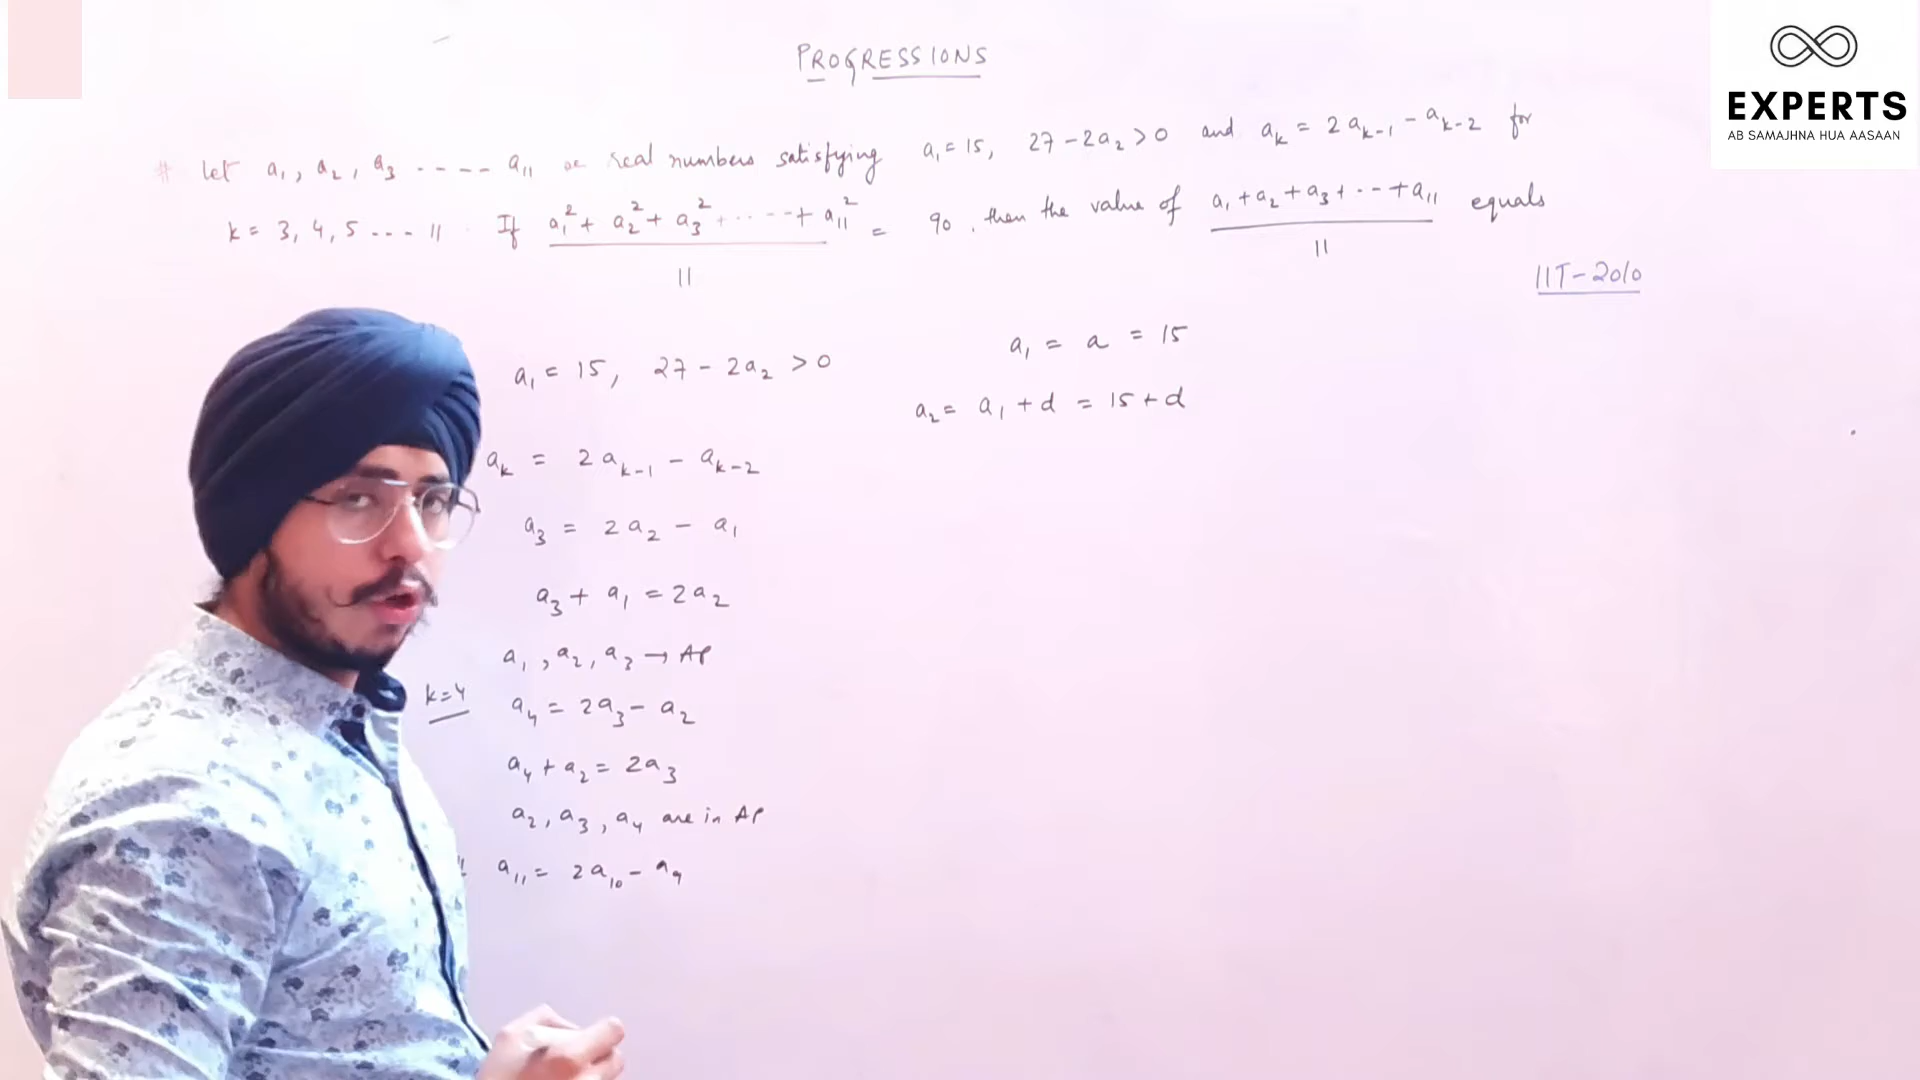 PROGRESSIONS
EXPERTS
AB SAMAJHNA HUA AASAAN
# Let a₁, a₂, a₃ ----- a₁₁ be real numbers satisfying a₁ = 15, 27 - 2a₂ > 0 and aₖ = 2aₖ₋₁ - aₖ₋₂ for
k = 3, 4, 5 ---- 11. If (a₁² + a₂² + a₃² + ----- + a₁₁²)/11 = 90, then the value of (a₁ + a₂ + a₃ + --- + a₁₁)/11 equals
IIT-2010
a₁ = 15, 27 - 2a₂ > 0
aₖ = 2aₖ₋₁ - aₖ₋₂
a₃ = 2a₂ - a₁
a₃ + a₁ = 2a₂
a₁, a₂, a₃ → AP
k=4 a₄ = 2a₃ - a₂
a₄ + a₂ = 2a₃
a₂, a₃, a₄ are in AP
a₁₁ = 2a₁₀ - a₉
a₁ = a = 15
a₂ = a₁ + d = 15 + d